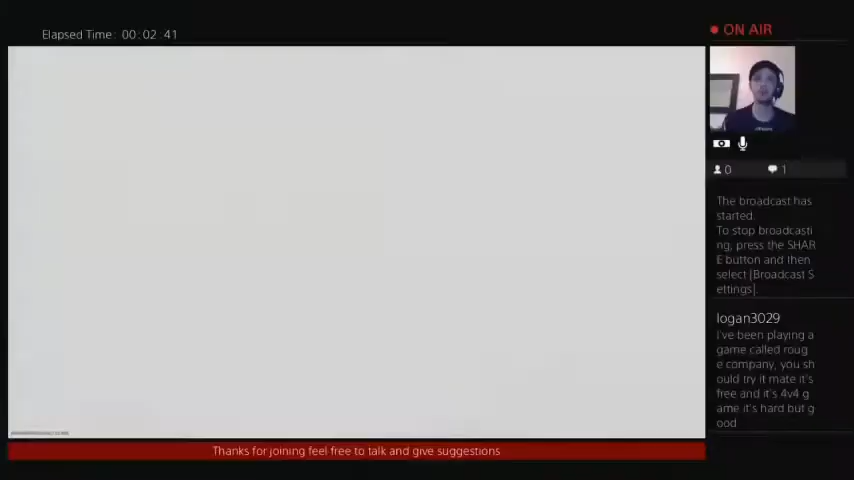 Elapsed Time: 00:02:41
ON AIR
0
1
The broadcast has
started.
To stop broadcasti
ng, press the SHAR
E button and then
select [Broadcast S
ettings].
logan3029
I've been playing a
game called roug
e company, you sh
ould try it mate it's
free and it's 4v4 g
ame it's hard but g
ood
Thanks for joining feel free to talk and give suggestions